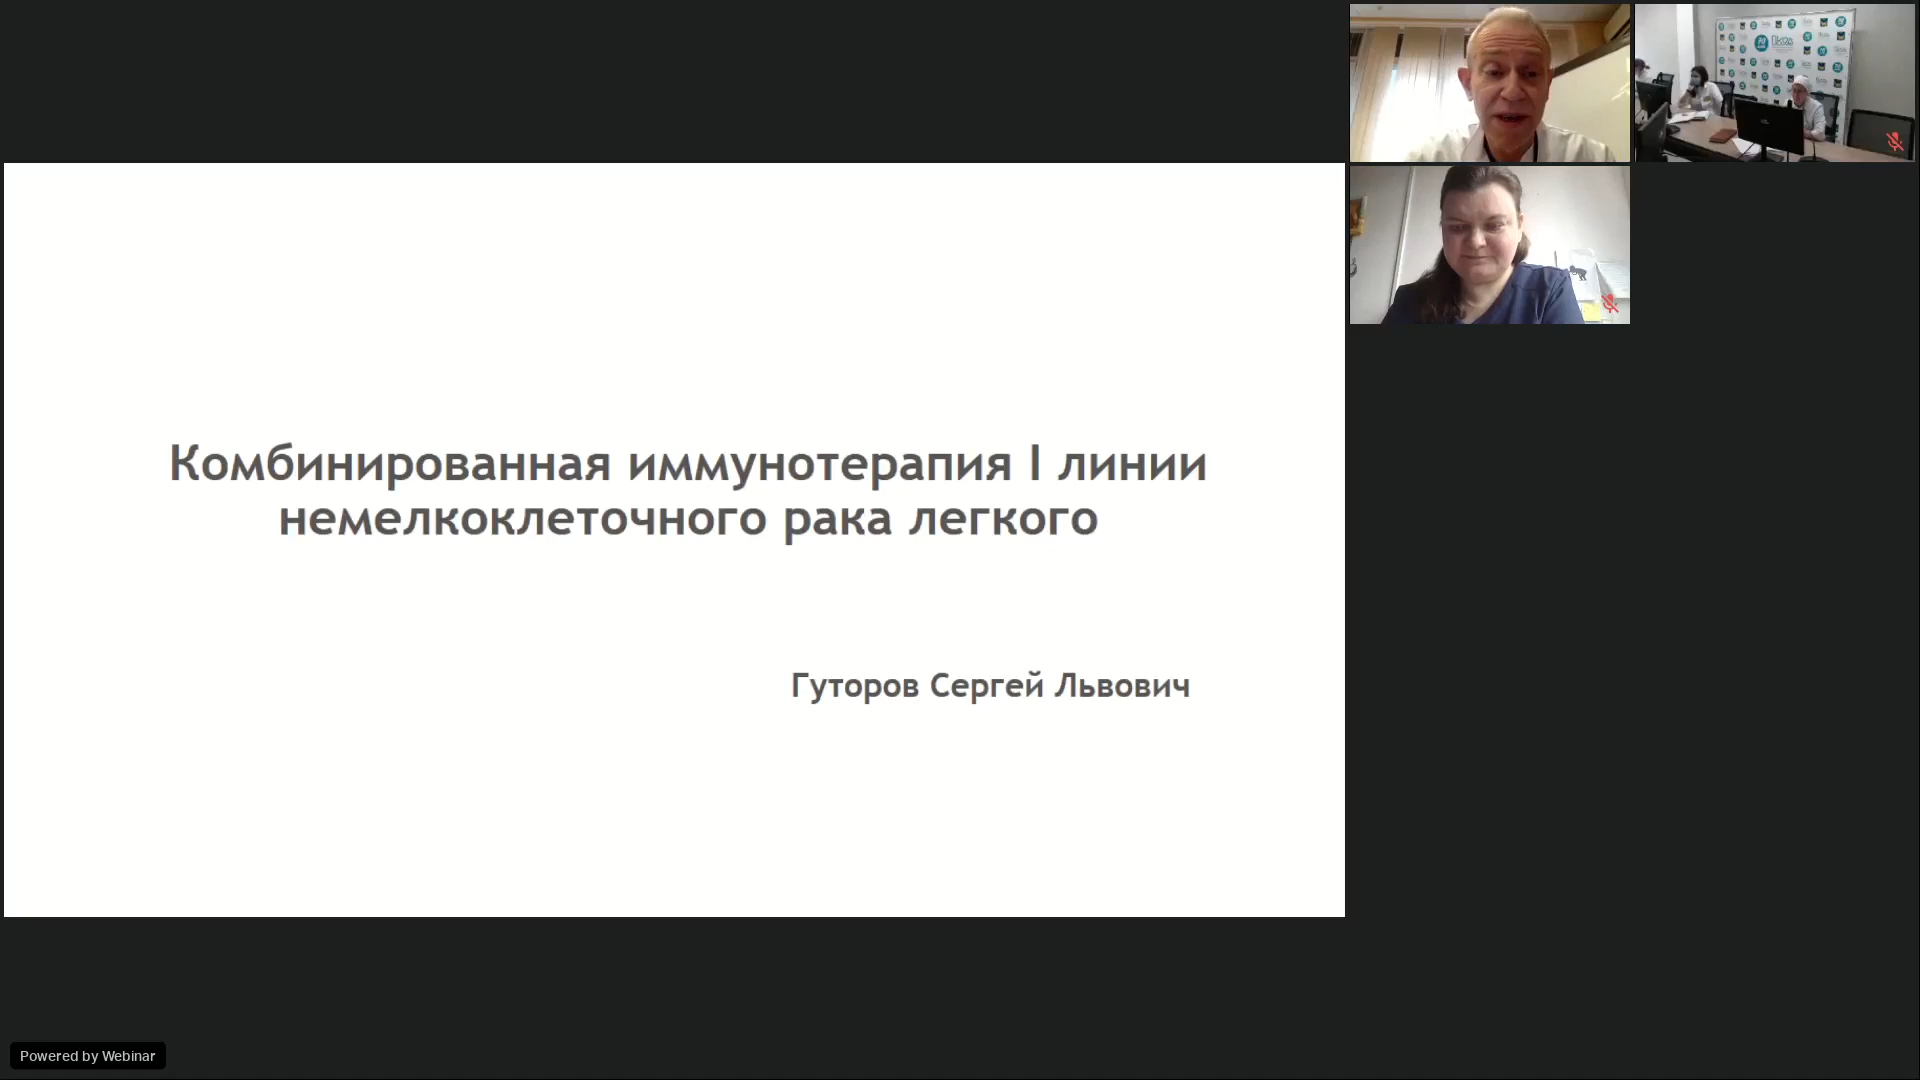 Комбинированная иммунотерапия I линии
немелкоклеточного рака легкого
Гуторов Сергей Львович
Powered by Webinar